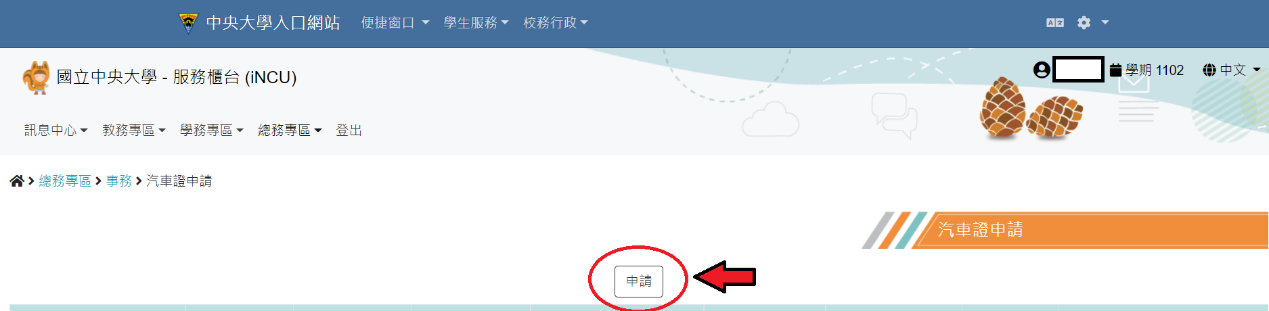 中央大學入口網站 便捷窗口 學生服務 校務行政
國立中央大學 - 服務櫃台 (iNCU)
學期 1102 中文
訊息中心 教務專區 學務專區 總務專區 登出
總務專區 事務 汽車證申請
汽車證申請
申請